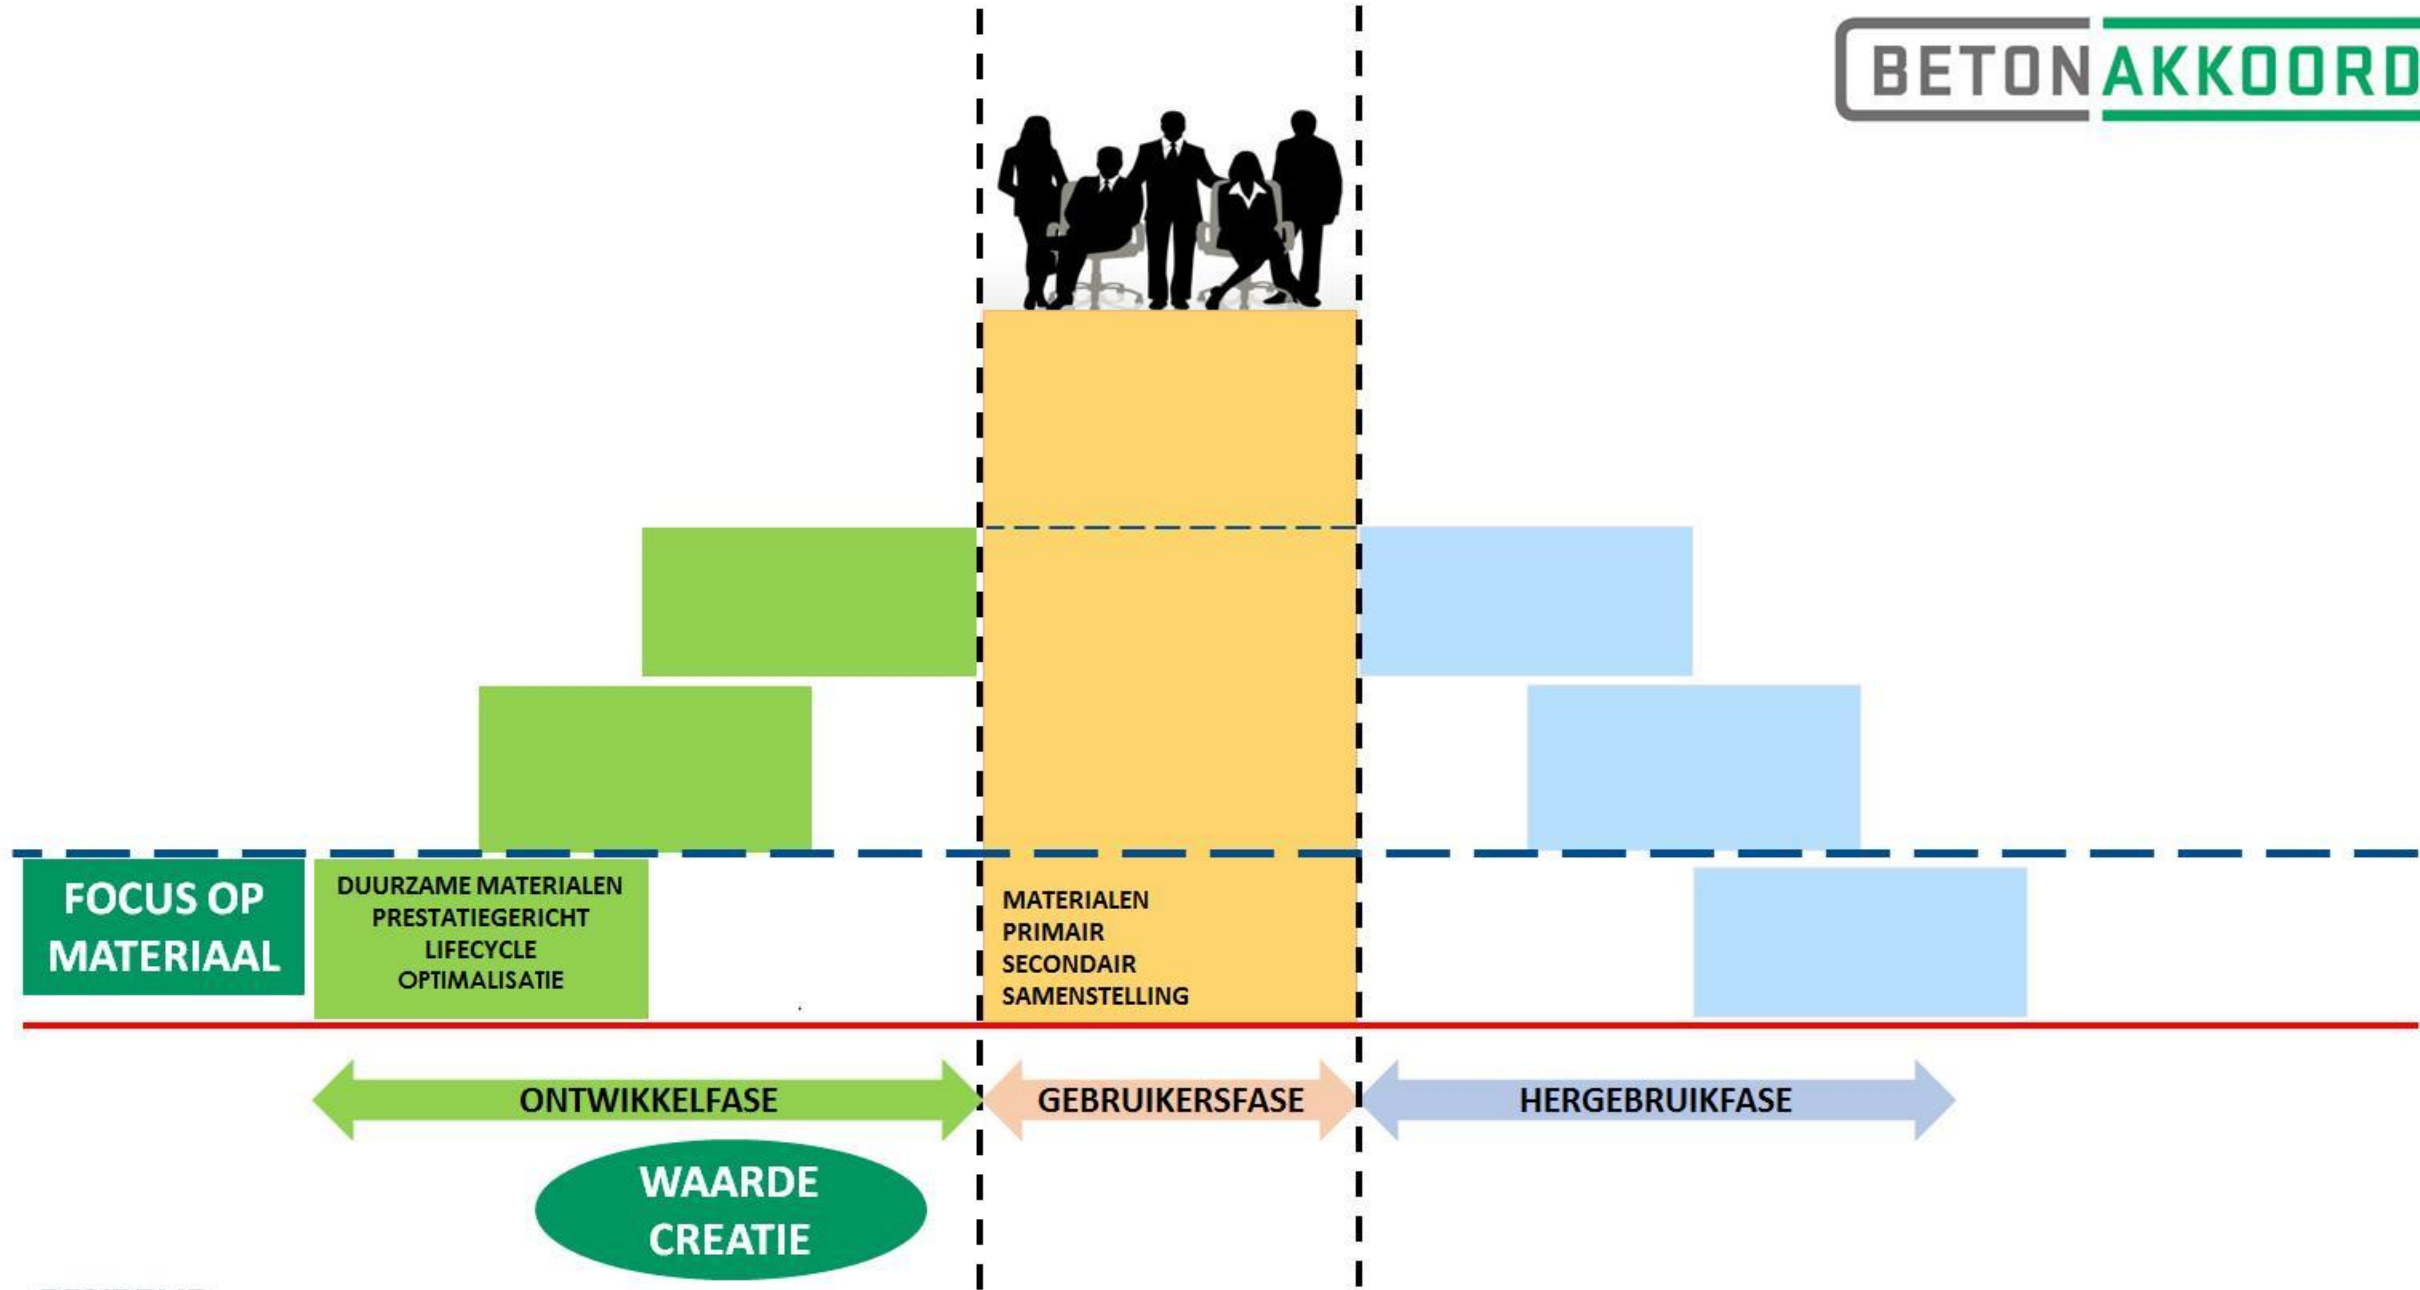 BETONAKKOORD
FOCUS OP
MATERIAAL
DUURZAME MATERIALEN
PRESTATIEGERICHT
LIFECYCLE
OPTIMALISATIE
MATERIALEN
PRIMAIR
SECONDAIR
SAMENSTELLING
ONTWIKKELFASE
GEBRUIKERSFASE
HERGEBRUIKFASE
WAARDE
CREATIE